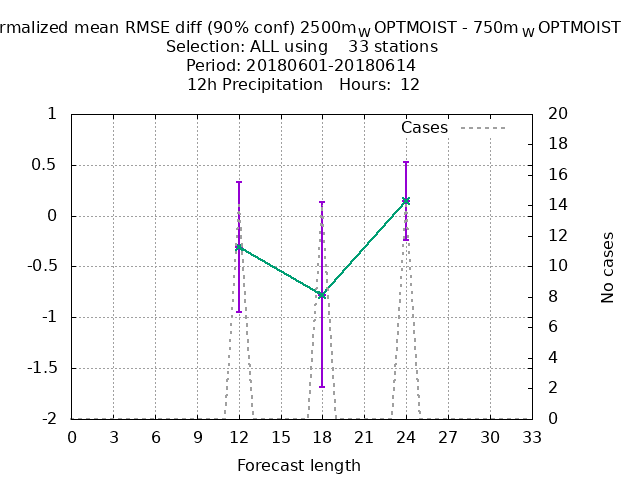 rmalized mean RMSE diff (90% conf) 2500mW OPTMOIST - 750mW OPTMOIST
Selection: ALL using 33 stations
Period: 20180601-20180614
12h Precipitation Hours: 12
Cases
1
0.5
0
-0.5
-1
-1.5
-2
20
18
16
14
12
10
8
6
4
2
0
No cases
0 3 6 9 12 15 18 21 24 27 30 33
Forecast length